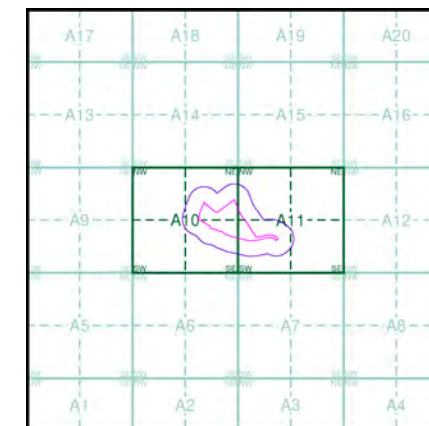 A17 A18 A19 A20
A13 A14 A15 A16
NW NE NW NE
A9 A10 A11 A12
SW SE SW SE
A5 A6 A7 A8
A1 A2 A3 A4